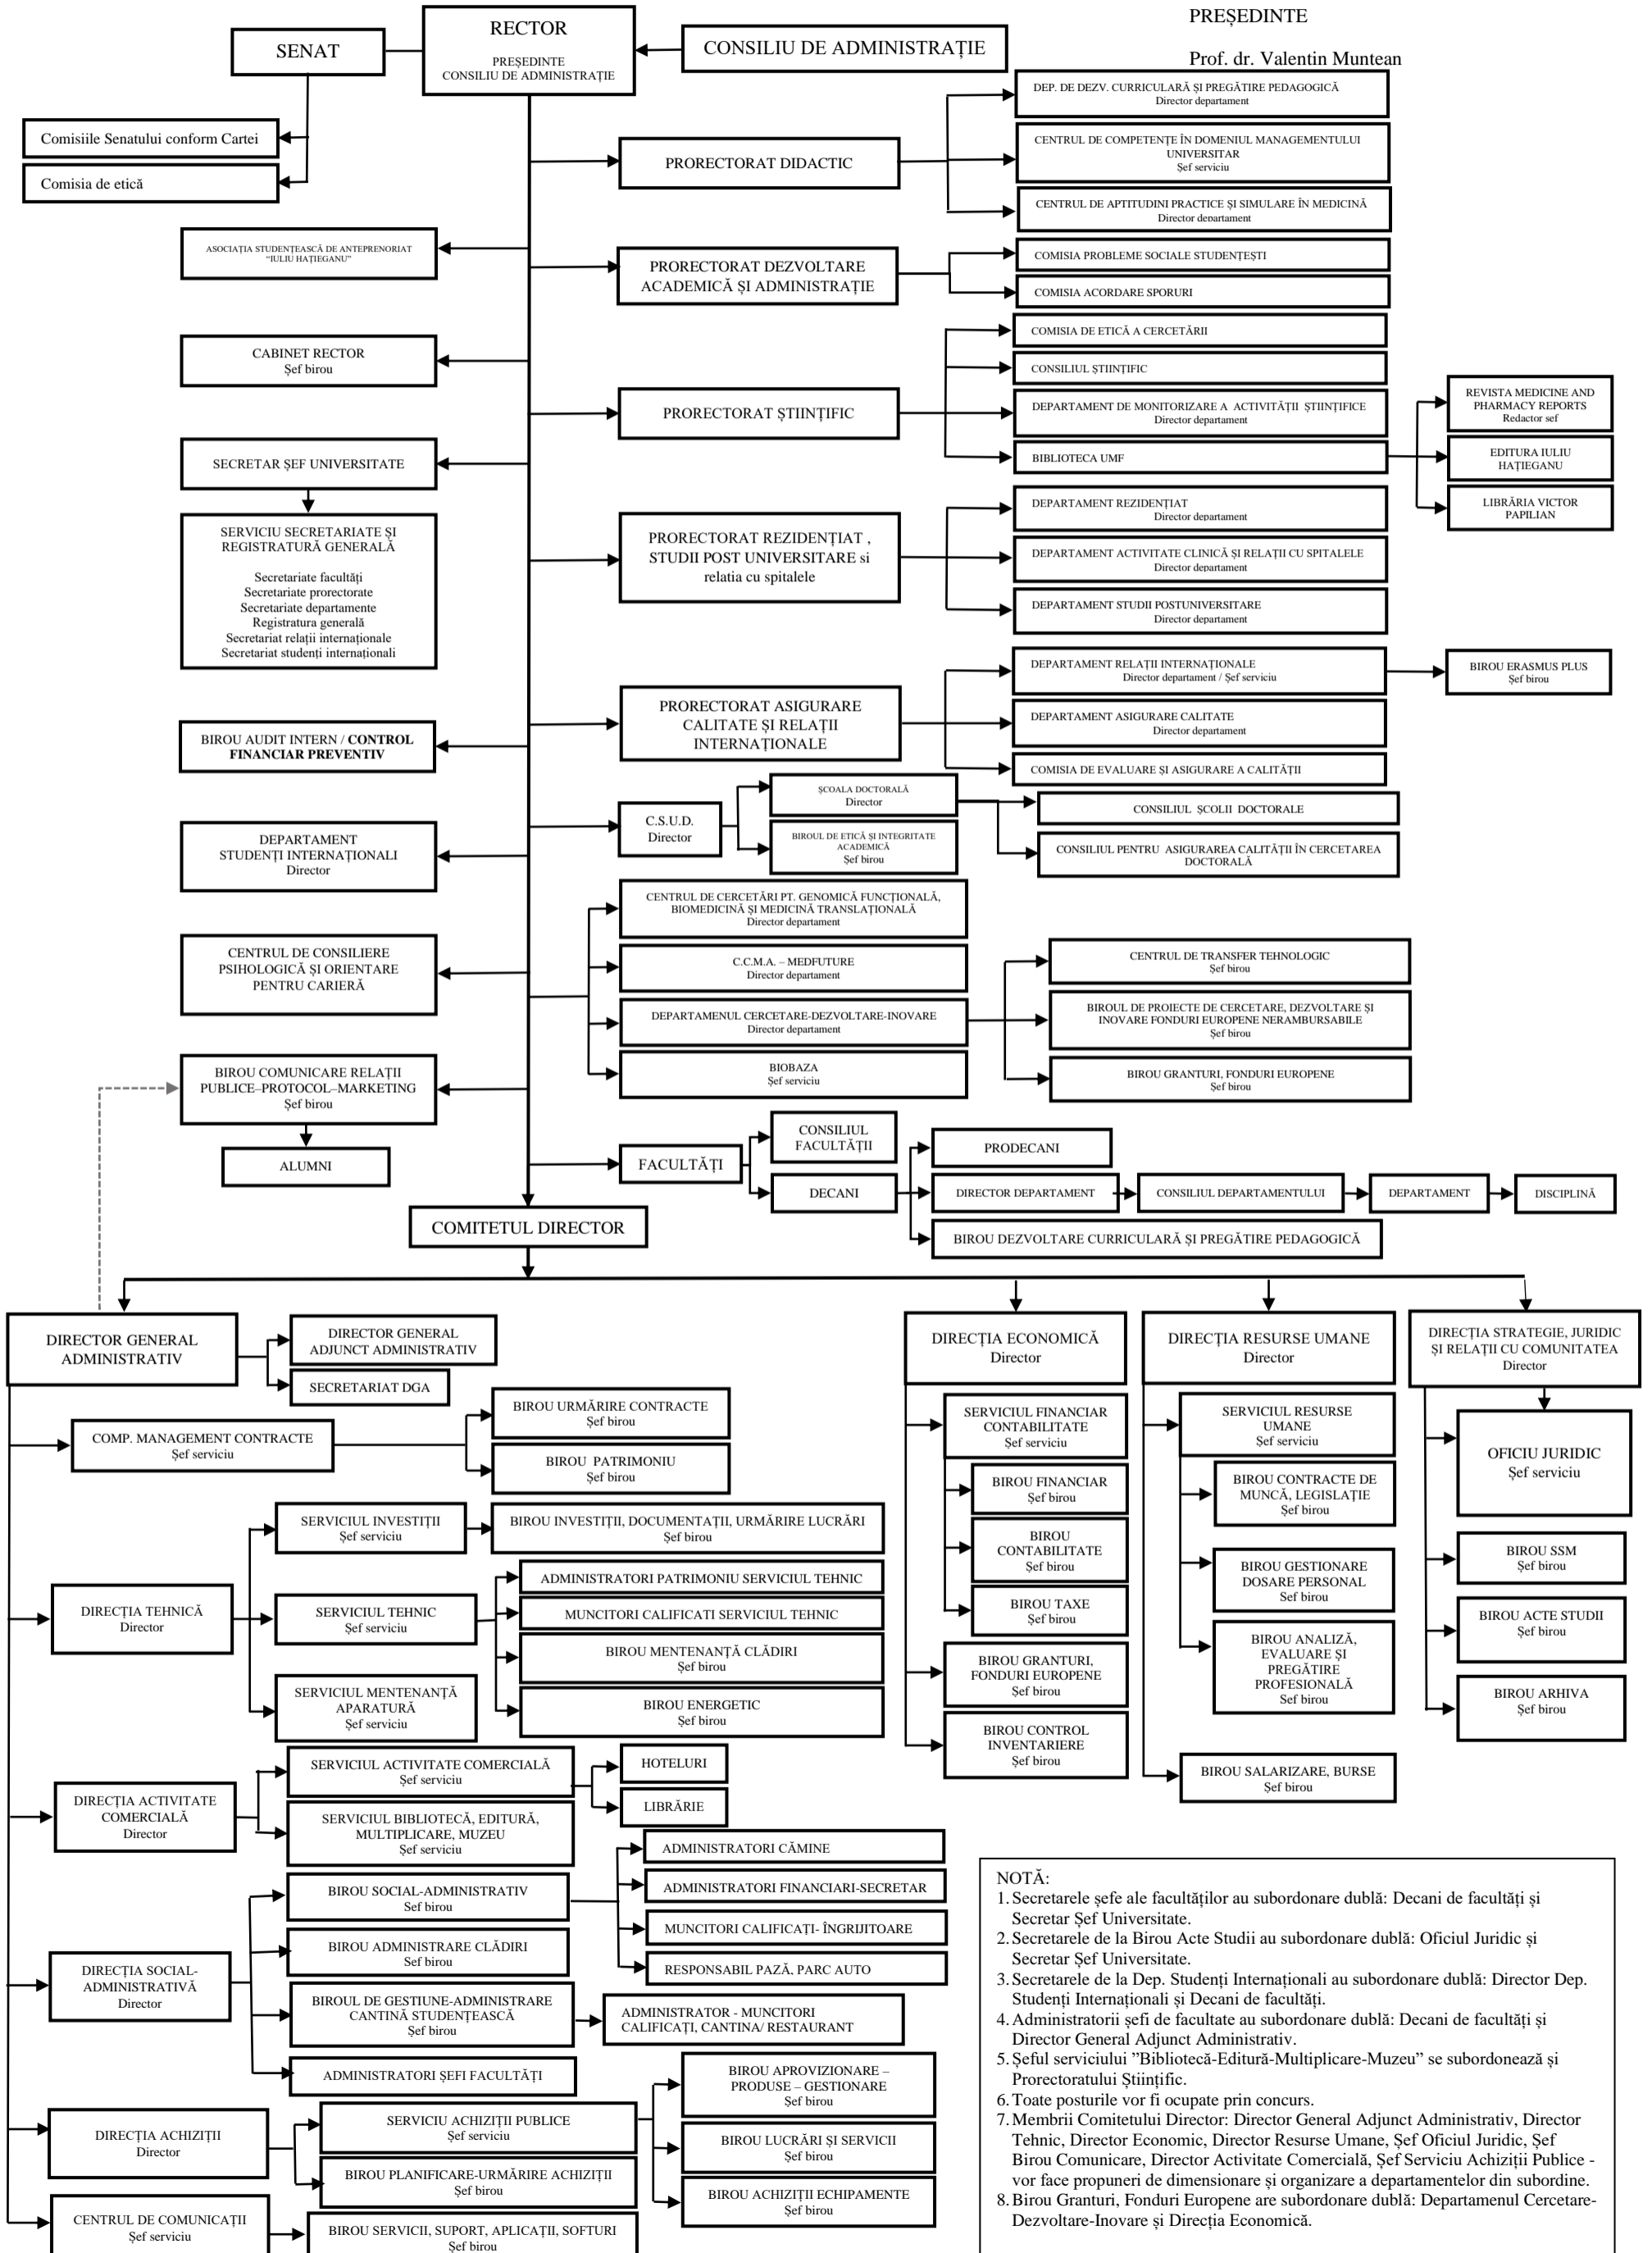 PREȘEDINTE
Prof. dr. Valentin Muntean
SENAT
RECTOR
PREȘEDINTE
CONSILIU DE ADMINISTRAȚIE
CONSILIU DE ADMINISTRAȚIE
Comisiile Senatului conform Cartei
Comisia de etică
PRORECTORAT DIDACTIC
DEP. DE DEZV. CURRICULARĂ ȘI PREGĂTIRE PEDAGOGICĂ
Director departament
CENTRUL DE COMPETENȚE ÎN DOMENIUL MANAGEMENTULUI
UNIVERSITAR
Șef serviciu
CENTRUL DE APTITUDINI PRACTICE ȘI SIMULARE ÎN MEDICINĂ
Director departament
ASOCIAȚIA STUDENȚEASCĂ DE ANTEPRENORIAT
“IULIU HAȚIEGANU”
PRORECTORAT DEZVOLTARE
ACADEMICĂ ȘI ADMINISTRAȚIE
COMISIA PROBLEME SOCIALE STUDENȚEȘTI
COMISIA ACORDARE SPORURI
CABINET RECTOR
Șef birou
PRORECTORAT ȘTIINȚIFIC
COMISIA DE ETICĂ A CERCETĂRII
CONSILIUL ȘTIINȚIFIC
DEPARTAMENT DE MONITORIZARE A ACTIVITĂȚII ȘTIINȚIFICE
Director departament
BIBLIOTECA UMF
REVISTA MEDICINE AND
PHARMACY REPORTS
Redactor sef
EDITURA IULIU
HAȚIEGANU
LIBRĂRIA VICTOR
PAPILIAN
SECRETAR ȘEF UNIVERSITATE
SERVICIU SECRETARIATE ȘI
REGISTRATURĂ GENERALĂ
Secretariate facultăți
Secretariate prorectorate
Secretariate departamente
Registratura generală
Secretariat relații internaționale
Secretariat studenți internaționali
PRORECTORAT REZIDENȚIAT ,
STUDII POST UNIVERSITARE si
relatia cu spitalele
DEPARTAMENT REZIDENȚIAT
Director departament
DEPARTAMENT ACTIVITATE CLINICĂ ȘI RELAȚII CU SPITALELE
Director departament
DEPARTAMENT STUDII POSTUNIVERSITARE
Director departament
BIROU AUDIT INTERN / CONTROL
FINANCIAR PREVENTIV
PRORECTORAT ASIGURARE
CALITATE ȘI RELAȚII
INTERNAȚIONALE
DEPARTAMENT RELAȚII INTERNAȚIONALE
Director departament / Șef serviciu
BIROU ERASMUS PLUS
Șef birou
DEPARTAMENT ASIGURARE CALITATE
Director departament
COMISIA DE EVALUARE ȘI ASIGURARE A CALITĂȚII
DEPARTAMENT
STUDENȚI INTERNAȚIONALI
Director
C.S.U.D.
Director
ȘCOALA DOCTORALĂ
Director
BIROUL DE ETICĂ ȘI INTEGRITATE
ACADEMICĂ
Șef birou
CONSILIUL ȘCOLII DOCTORALE
CONSILIUL PENTRU ASIGURAREA CALITĂȚII ÎN CERCETAREA
DOCTORALĂ
CENTRUL DE CONSILIERE
PSIHOLOGICĂ ȘI ORIENTARE
PENTRU CARIERĂ
CENTRUL DE CERCETĂRI PT. GENOMICĂ FUNCȚIONALĂ,
BIOMEDICINĂ ȘI MEDICINĂ TRANSLAȚIONALĂ
Director departament
C.C.M.A. – MEDFUTURE
Director departament
DEPARTAMENUL CERCETARE-DEZVOLTARE-INOVARE
Director departament
BIOBAZA
Șef serviciu
CENTRUL DE TRANSFER TEHNOLOGIC
Șef birou
BIROUL DE PROIECTE DE CERCETARE, DEZVOLTARE ȘI
INOVARE FONDURI EUROPENE NERAMBURSABILE
Șef birou
BIROU GRANTURI, FONDURI EUROPENE
Șef birou
BIROU COMUNICARE RELAȚII
PUBLICE–PROTOCOL–MARKETING
Șef birou
ALUMNI
FACULTĂȚI
CONSILIUL
FACULTĂȚII
DECANI
PRODECANI
DIRECTOR DEPARTAMENT
CONSILIUL DEPARTAMENTULUI
DEPARTAMENT
DISCIPLINĂ
BIROU DEZVOLTARE CURRICULARĂ ȘI PREGĂTIRE PEDAGOGICĂ
COMITETUL DIRECTOR
DIRECTOR GENERAL
ADMINISTRATIV
DIRECTOR GENERAL
ADJUNCT ADMINISTRATIV
SECRETARIAT DGA
COMP. MANAGEMENT CONTRACTE
Șef serviciu
BIROU URMĂRIRE CONTRACTE
Șef birou
BIROU PATRIMONIU
Șef birou
DIRECȚIA TEHNICĂ
Director
SERVICIUL INVESTIȚII
Șef serviciu
BIROU INVESTIȚII, DOCUMENTAȚII, URMĂRIRE LUCRĂRI
Șef birou
SERVICIUL TEHNIC
Șef serviciu
ADMINISTRATORI PATRIMONIU SERVICIUL TEHNIC
MUNCITORI CALIFICATI SERVICIUL TEHNIC
BIROU MENTENANȚĂ CLĂDIRI
Șef birou
BIROU ENERGETIC
Șef birou
SERVICIUL MENTENANȚĂ
APARATURĂ
Șef serviciu
DIRECȚIA ACTIVITATE
COMERCIALĂ
Director
SERVICIUL ACTIVITATE COMERCIALĂ
Șef serviciu
HOTELURI
LIBRĂRIE
SERVICIUL BIBLIOTECĂ, EDITURĂ,
MULTIPLICARE, MUZEU
Șef serviciu
DIRECȚIA SOCIAL-
ADMINISTRATIVĂ
Director
BIROU SOCIAL-ADMINISTRATIV
Sef birou
ADMINISTRATORI CĂMINE
ADMINISTRATORI FINANCIARI-SECRETAR
MUNCITORI CALIFICAȚI- ÎNGRIJITOARE
RESPONSABIL PAZĂ, PARC AUTO
BIROU ADMINISTRARE CLĂDIRI
Sef birou
BIROUL DE GESTIUNE-ADMINISTRARE
CANTINĂ STUDENȚEASCĂ
Șef birou
ADMINISTRATOR - MUNCITORI
CALIFICAȚI, CANTINA/ RESTAURANT
ADMINISTRATORI ȘEFI FACULTĂȚI
DIRECȚIA ACHIZIȚII
Director
SERVICIU ACHIZIȚII PUBLICE
Șef serviciu
BIROU PLANIFICARE-URMĂRIRE ACHIZIȚII
Șef birou
BIROU APROVIZIONARE –
PRODUSE – GESTIONARE
Șef birou
BIROU LUCRĂRI ȘI SERVICII
Șef birou
BIROU ACHIZIȚII ECHIPAMENTE
Șef birou
CENTRUL DE COMUNICAȚII
Șef serviciu
BIROU SERVICII, SUPORT, APLICAȚII, SOFTURI
Șef birou
DIRECȚIA ECONOMICĂ
Director
SERVICIUL FINANCIAR
CONTABILITATE
Șef serviciu
BIROU FINANCIAR
Șef birou
BIROU
CONTABILITATE
Șef birou
BIROU TAXE
Șef birou
BIROU GRANTURI,
FONDURI EUROPENE
Șef birou
BIROU CONTROL
INVENTARIERE
Șef birou
DIRECȚIA RESURSE UMANE
Director
SERVICIUL RESURSE
UMANE
Șef serviciu
BIROU CONTRACTE DE
MUNCĂ, LEGISLAȚIE
Șef birou
BIROU GESTIONARE
DOSARE PERSONAL
Sef birou
BIROU ANALIZĂ,
EVALUARE ȘI
PREGĂTIRE
PROFESIONALĂ
Sef birou
BIROU SALARIZARE, BURSE
Șef birou
DIRECȚIA STRATEGIE, JURIDIC
ȘI RELAȚII CU COMUNITATEA
Director
OFICIU JURIDIC
Șef serviciu
BIROU SSM
Șef birou
BIROU ACTE STUDII
Șef birou
BIROU ARHIVA
Șef birou
NOTĂ:
1. Secretarele șefe ale facultăților au subordonare dublă: Decani de facultăți și
Secretar Șef Universitate.
2. Secretarele de la Birou Acte Studii au subordonare dublă: Oficiul Juridic și
Secretar Șef Universitate.
3. Secretarele de la Dep. Studenți Internaționali au subordonare dublă: Director Dep.
Studenți Internaționali și Decani de facultăți.
4. Administratorii șefi de facultate au subordonare dublă: Decani de facultăți și
Director General Adjunct Administrativ.
5. Șeful serviciului ”Bibliotecă-Editură-Multiplicare-Muzeu” se subordonează și
Prorectoratului Științific.
6. Toate posturile vor fi ocupate prin concurs.
7. Membrii Comitetului Director: Director General Adjunct Administrativ, Director
Tehnic, Director Economic, Director Resurse Umane, Șef Oficiul Juridic, Șef
Birou Comunicare, Director Activitate Comercială, Șef Serviciu Achiziții Publice -
vor face propuneri de dimensionare și organizare a departamentelor din subordine.
8. Birou Granturi, Fonduri Europene are subordonare dublă: Departamenul Cercetare-
Dezvoltare-Inovare și Direcția Economică.